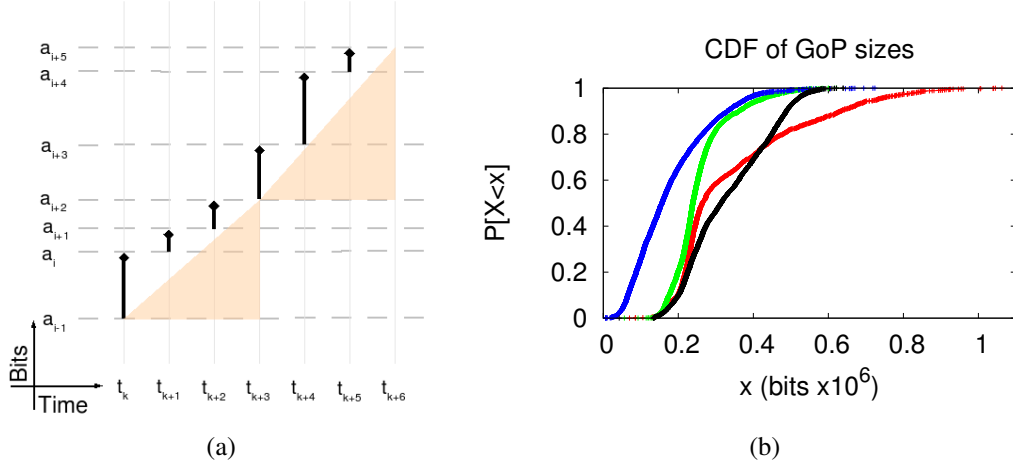 a_{i+5}
a_{i+4}
a_{i+3}
a_{i+2}
a_{i+1}
a_i
a_{i-1}
Bits
Time
t_k t_{k+1} t_{k+2} t_{k+3} t_{k+4} t_{k+5} t_{k+6}
(a)
CDF of GoP sizes
P[X<x]
1
0.8
0.6
0.4
0.2
0
0 0.2 0.4 0.6 0.8 1
x (bits x10^6)
(b)